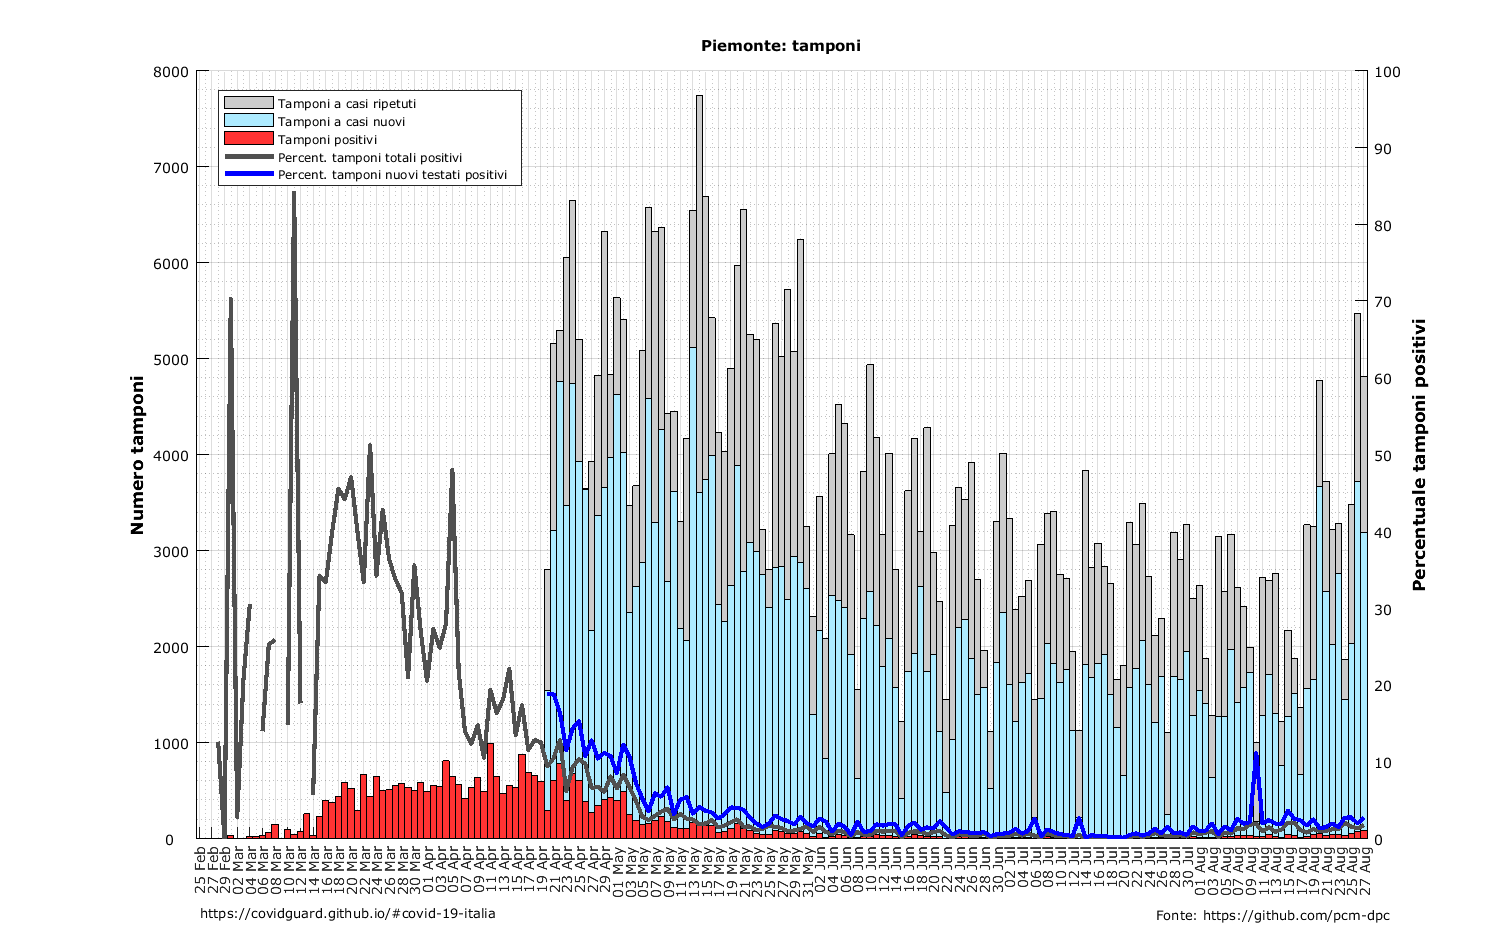 Piemonte: tamponi
8000
7000
6000
5000
4000
3000
2000
1000
0
Numero tamponi
Tamponi a casi ripetuti
Tamponi a casi nuovi
Tamponi positivi
Percent. tamponi totali positivi
Percent. tamponi nuovi testati positivi
100
90
80
70
60
50
40
30
20
10
0
Percentuale tamponi positivi
25 Feb
27 Feb
29 Feb
02 Mar
04 Mar
06 Mar
08 Mar
10 Mar
12 Mar
14 Mar
16 Mar
18 Mar
20 Mar
22 Mar
24 Mar
26 Mar
28 Mar
30 Mar
01 Apr
03 Apr
05 Apr
07 Apr
09 Apr
11 Apr
13 Apr
15 Apr
17 Apr
19 Apr
21 Apr
23 Apr
25 Apr
27 Apr
29 Apr
01 May
03 May
05 May
07 May
09 May
11 May
13 May
15 May
17 May
19 May
21 May
23 May
25 May
27 May
29 May
31 May
02 Jun
04 Jun
06 Jun
08 Jun
10 Jun
12 Jun
14 Jun
16 Jun
18 Jun
20 Jun
22 Jun
24 Jun
26 Jun
28 Jun
30 Jun
02 Jul
04 Jul
06 Jul
08 Jul
10 Jul
12 Jul
14 Jul
16 Jul
18 Jul
20 Jul
22 Jul
24 Jul
26 Jul
28 Jul
30 Jul
01 Aug
03 Aug
05 Aug
07 Aug
09 Aug
11 Aug
13 Aug
15 Aug
17 Aug
19 Aug
21 Aug
23 Aug
25 Aug
27 Aug
https://covidguard.github.io/#covid-19-italia
Fonte: https://github.com/pcm-dpc